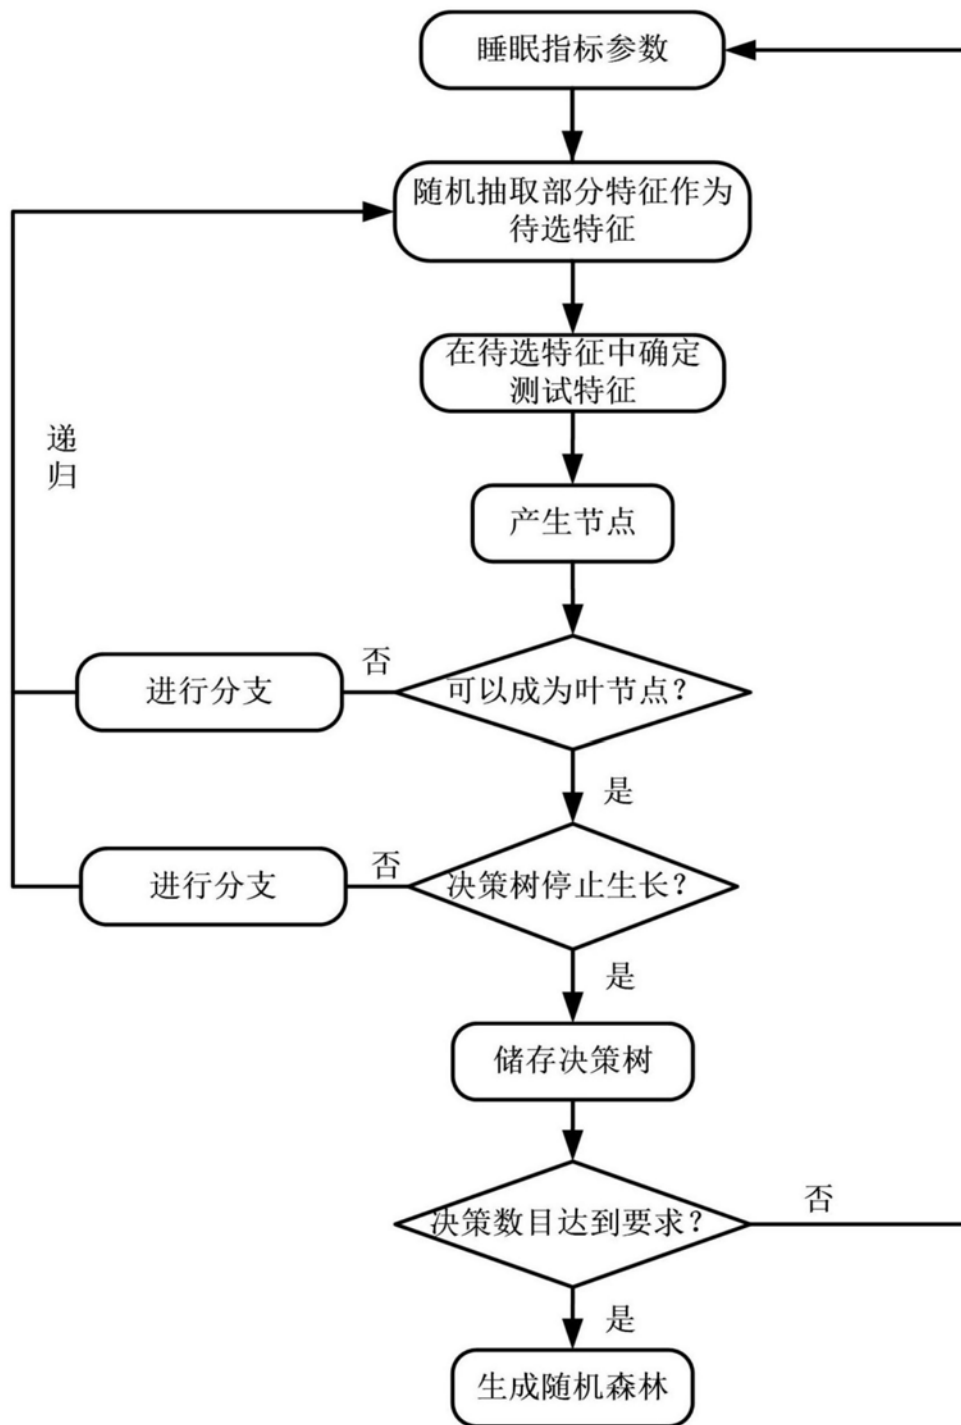 睡眠指标参数
随机抽取部分特征作为
待选特征
在待选特征中确定
测试特征
递
归
产生节点
否
进行分支
可以成为叶节点？
是
否
进行分支
决策树停止生长？
是
储存决策树
否
决策数目达到要求？
是
生成随机森林